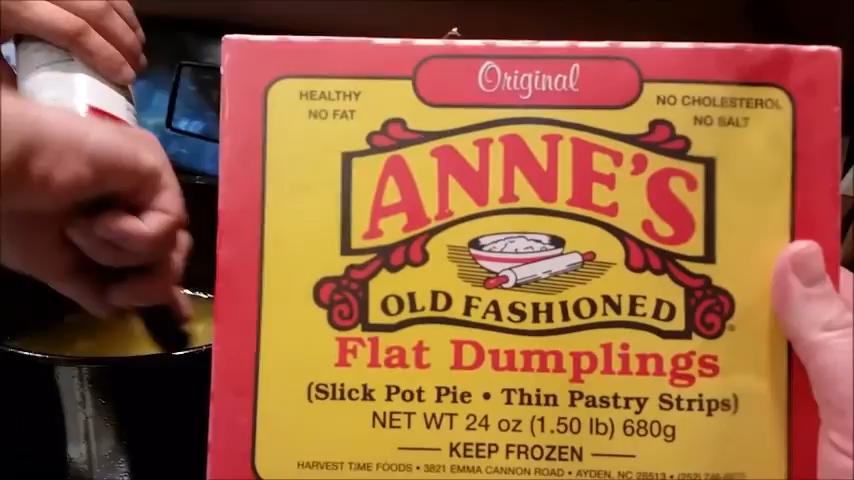 Original
HEALTHY
NO FAT
NO CHOLESTEROL
NO SALT
ANNE'S
OLD FASHIONED
Flat Dumplings
(Slick Pot Pie • Thin Pastry Strips)
NET WT 24 oz (1.50 lb) 680g
KEEP FROZEN
HARVEST TIME FOODS • 3821 EMMA CANNON ROAD • AYDEN, NC 28513 • (252)